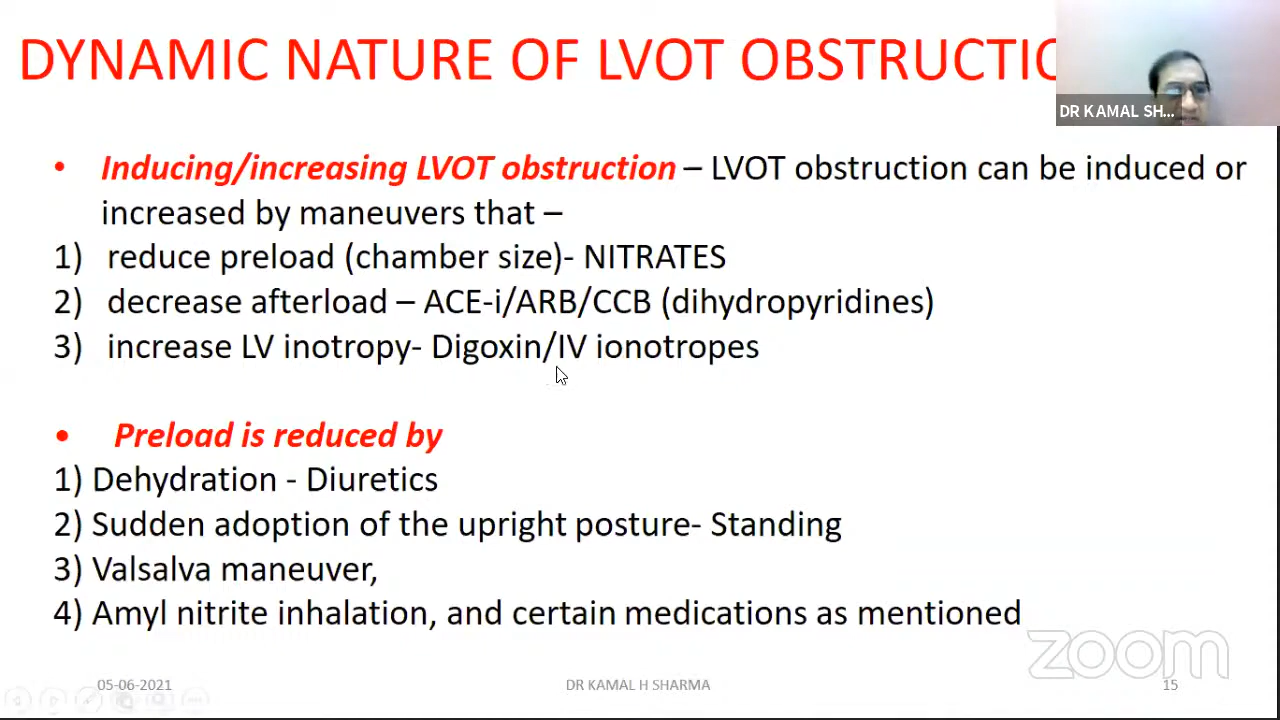 DYNAMIC NATURE OF LVOT OBSTRUCTIO
DR KAMAL SH...
• Inducing/increasing LVOT obstruction – LVOT obstruction can be induced or
increased by maneuvers that –
1) reduce preload (chamber size)- NITRATES
2) decrease afterload – ACE-i/ARB/CCB (dihydropyridines)
3) increase LV inotropy- Digoxin/IV ionotropes
• Preload is reduced by
1) Dehydration - Diuretics
2) Sudden adoption of the upright posture- Standing
3) Valsalva maneuver,
4) Amyl nitrite inhalation, and certain medications as mentioned
zoom
05-06-2021
DR KAMAL H SHARMA
15